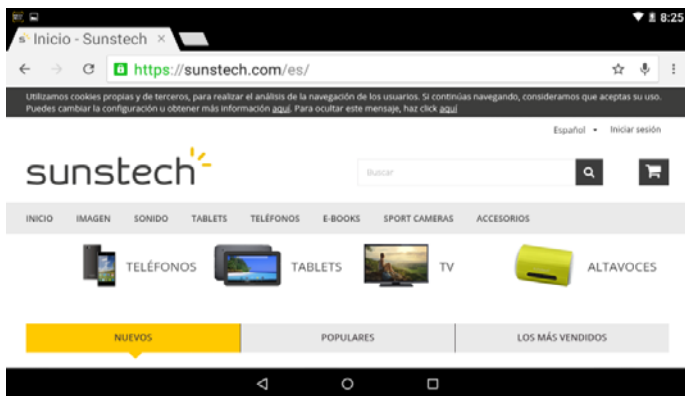 8:25
Inicio - Sunstech ×
https://sunstech.com/es/
Utilizamos cookies propias y de terceros, para realizar el análisis de la navegación de los usuarios. Si continúas navegando, consideramos que aceptas su uso.
Puedes cambiar la configuración u obtener más información aquí. Para ocultar este mensaje, haz click aquí
Español Iniciar sesión
sunstech
Buscar
INICIO IMAGEN SONIDO TABLETS TELÉFONOS E-BOOKS SPORT CAMERAS ACCESORIOS
TELÉFONOS TABLETS TV ALTAVOCES
NUEVOS POPULARES LOS MÁS VENDIDOS